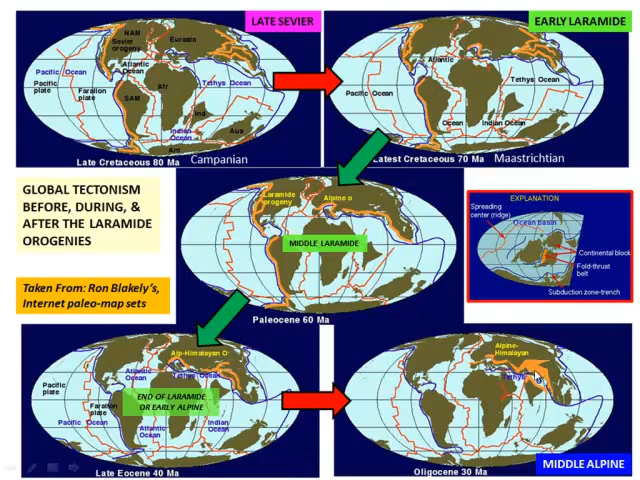 LATE SEVIER
EARLY LARAMIDE
NAM
Sevier
orogeny
Eurasia
Atlantic
Ocean
Pacific Ocean
Pacific
plate
Farallon
plate
Tethys Ocean
Afr
SAM
Ind
Indian
Ocean
Aus
Ant
Late Cretaceous 80 Ma
Campanian
Atlantic
Tethys Ocean
Pacific Ocean
Ocean
Indian Ocean
Latest Cretaceous 70 Ma
Maastrichtian
GLOBAL TECTONISM
BEFORE, DURING, &
AFTER THE LARAMIDE
OROGENIES
Laramide
orogeny
Alpine o
MIDDLE LARAMIDE
Paleocene 60 Ma
EXPLANATION
Spreading
center (ridge)
Ocean basin
Continental block
Fold-thrust
belt
Subduction zone-trench
Taken From: Ron Blakely's,
Internet paleo-map sets
Alp-Himalayan O
Atlantic
Ocean
Tethys Ocean
Pacific
plate
END OF LARAMIDE
OR EARLY ALPINE
Farallon
plate
Pacific Ocean
Atlantic
Ocean
Indian
Ocean
Late Eocene 40 Ma
Alpine-
Himalayan
Tethys
Oligocene 30 Ma
MIDDLE ALPINE